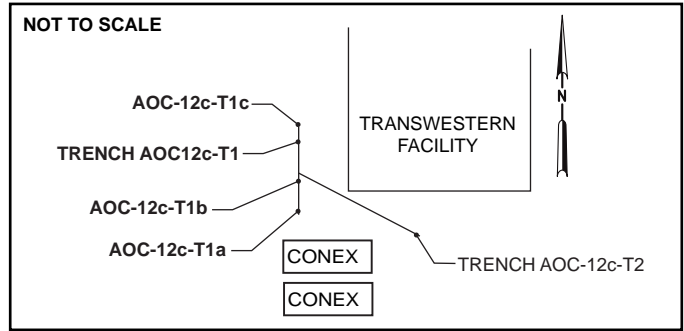 NOT TO SCALE
AOC-12c-T1c
TRENCH AOC12c-T1
AOC-12c-T1b
AOC-12c-T1a
TRANSWESTERN
FACILITY
N
CONEX
CONEX
TRENCH AOC-12c-T2